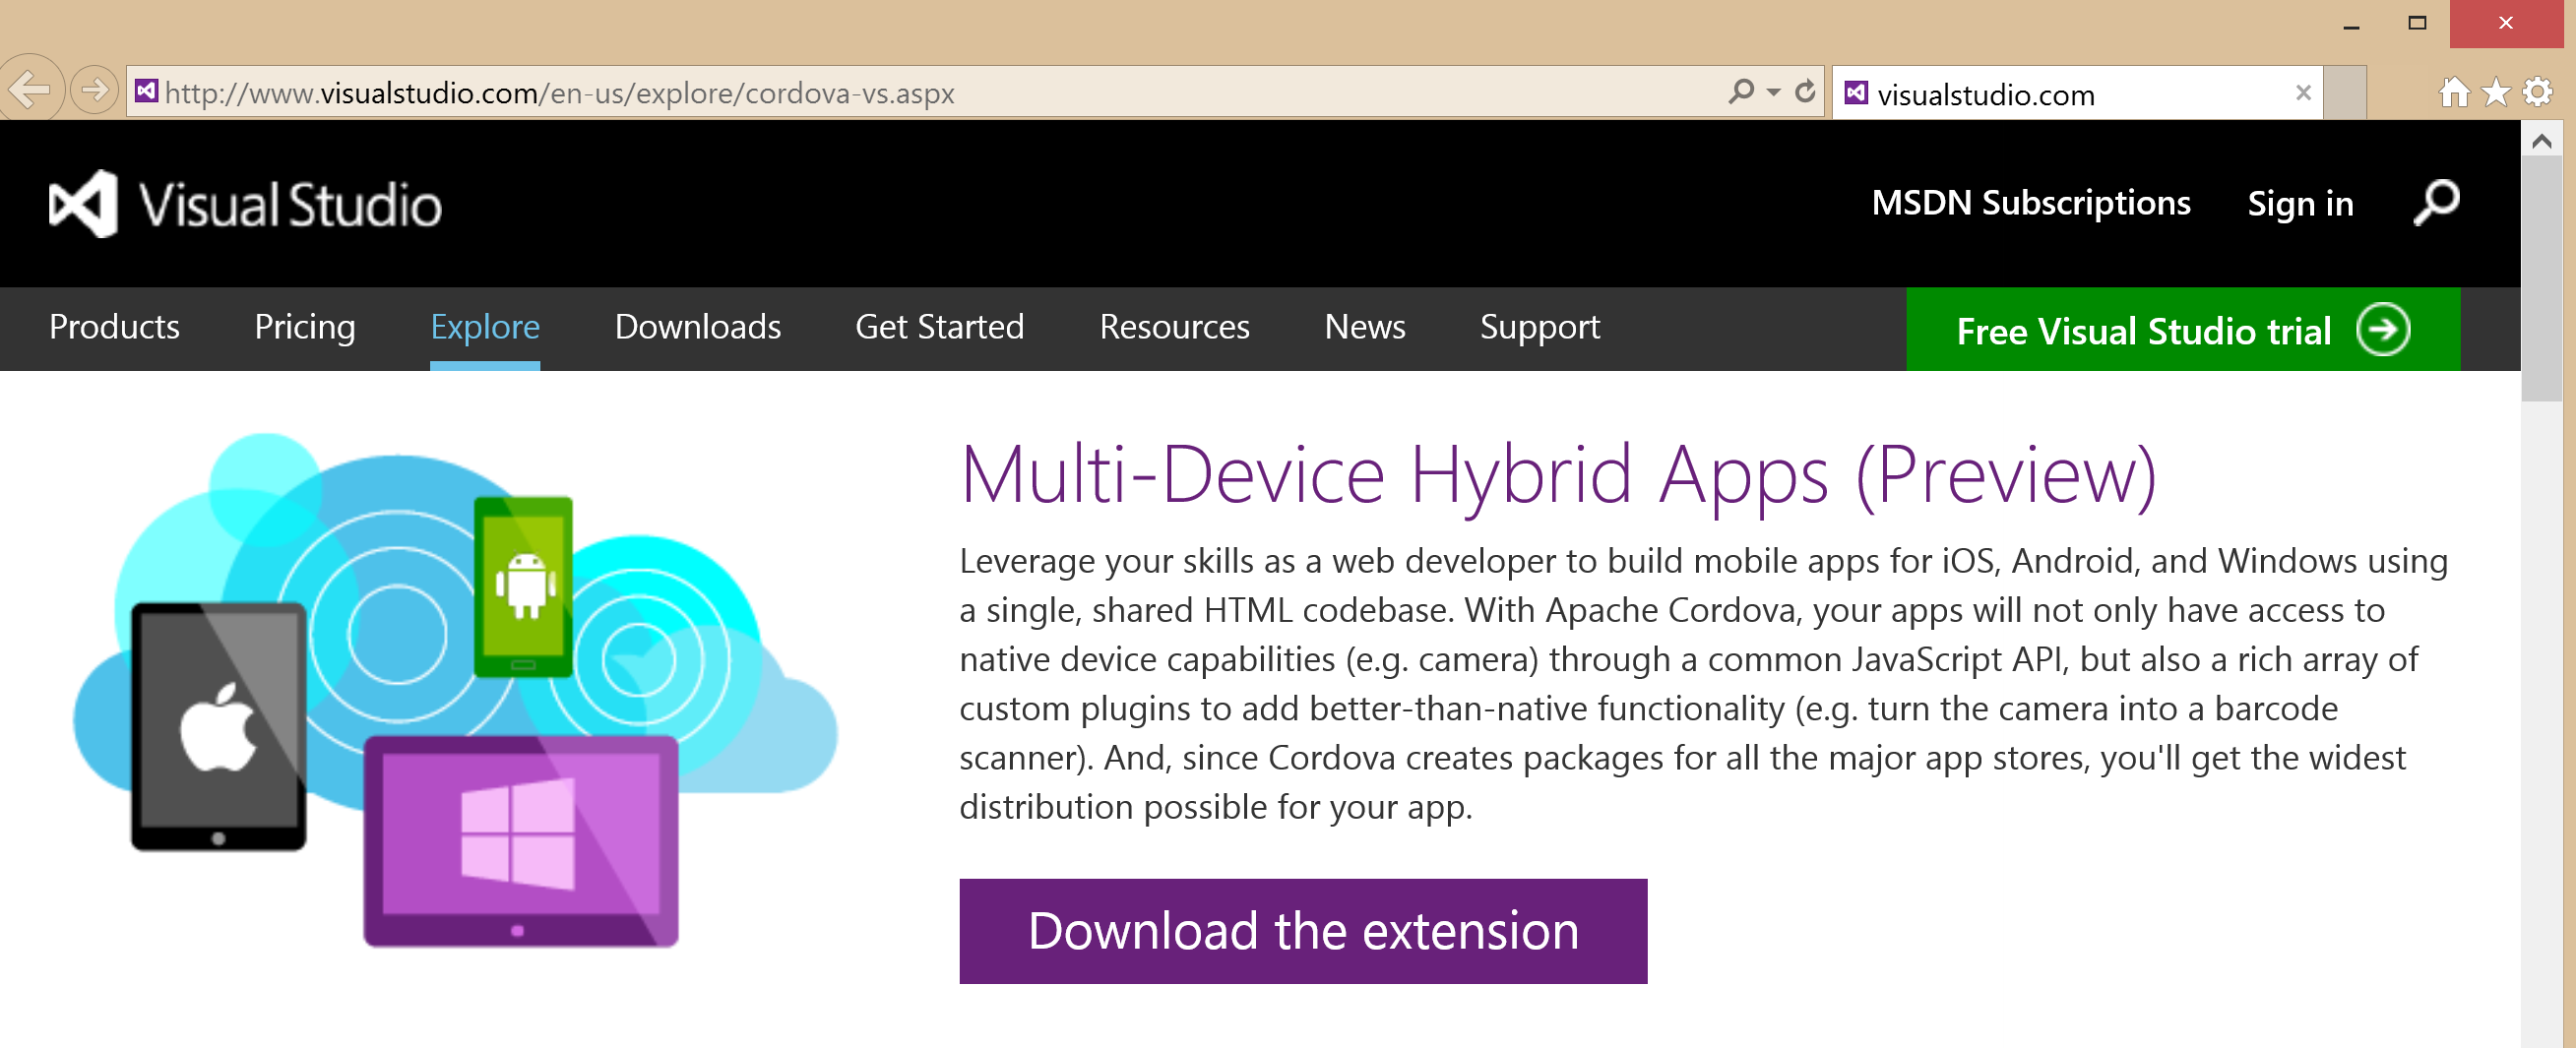 http://www.visualstudio.com/en-us/explore/cordova-vs.aspx
visualstudio.com
Visual Studio
MSDN Subscriptions
Sign in
Products
Pricing
Explore
Downloads
Get Started
Resources
News
Support
Free Visual Studio trial
Multi-Device Hybrid Apps (Preview)
Leverage your skills as a web developer to build mobile apps for iOS, Android, and Windows using
a single, shared HTML codebase. With Apache Cordova, your apps will not only have access to
native device capabilities (e.g. camera) through a common JavaScript API, but also a rich array of
custom plugins to add better-than-native functionality (e.g. turn the camera into a barcode
scanner). And, since Cordova creates packages for all the major app stores, you'll get the widest
distribution possible for your app.
Download the extension